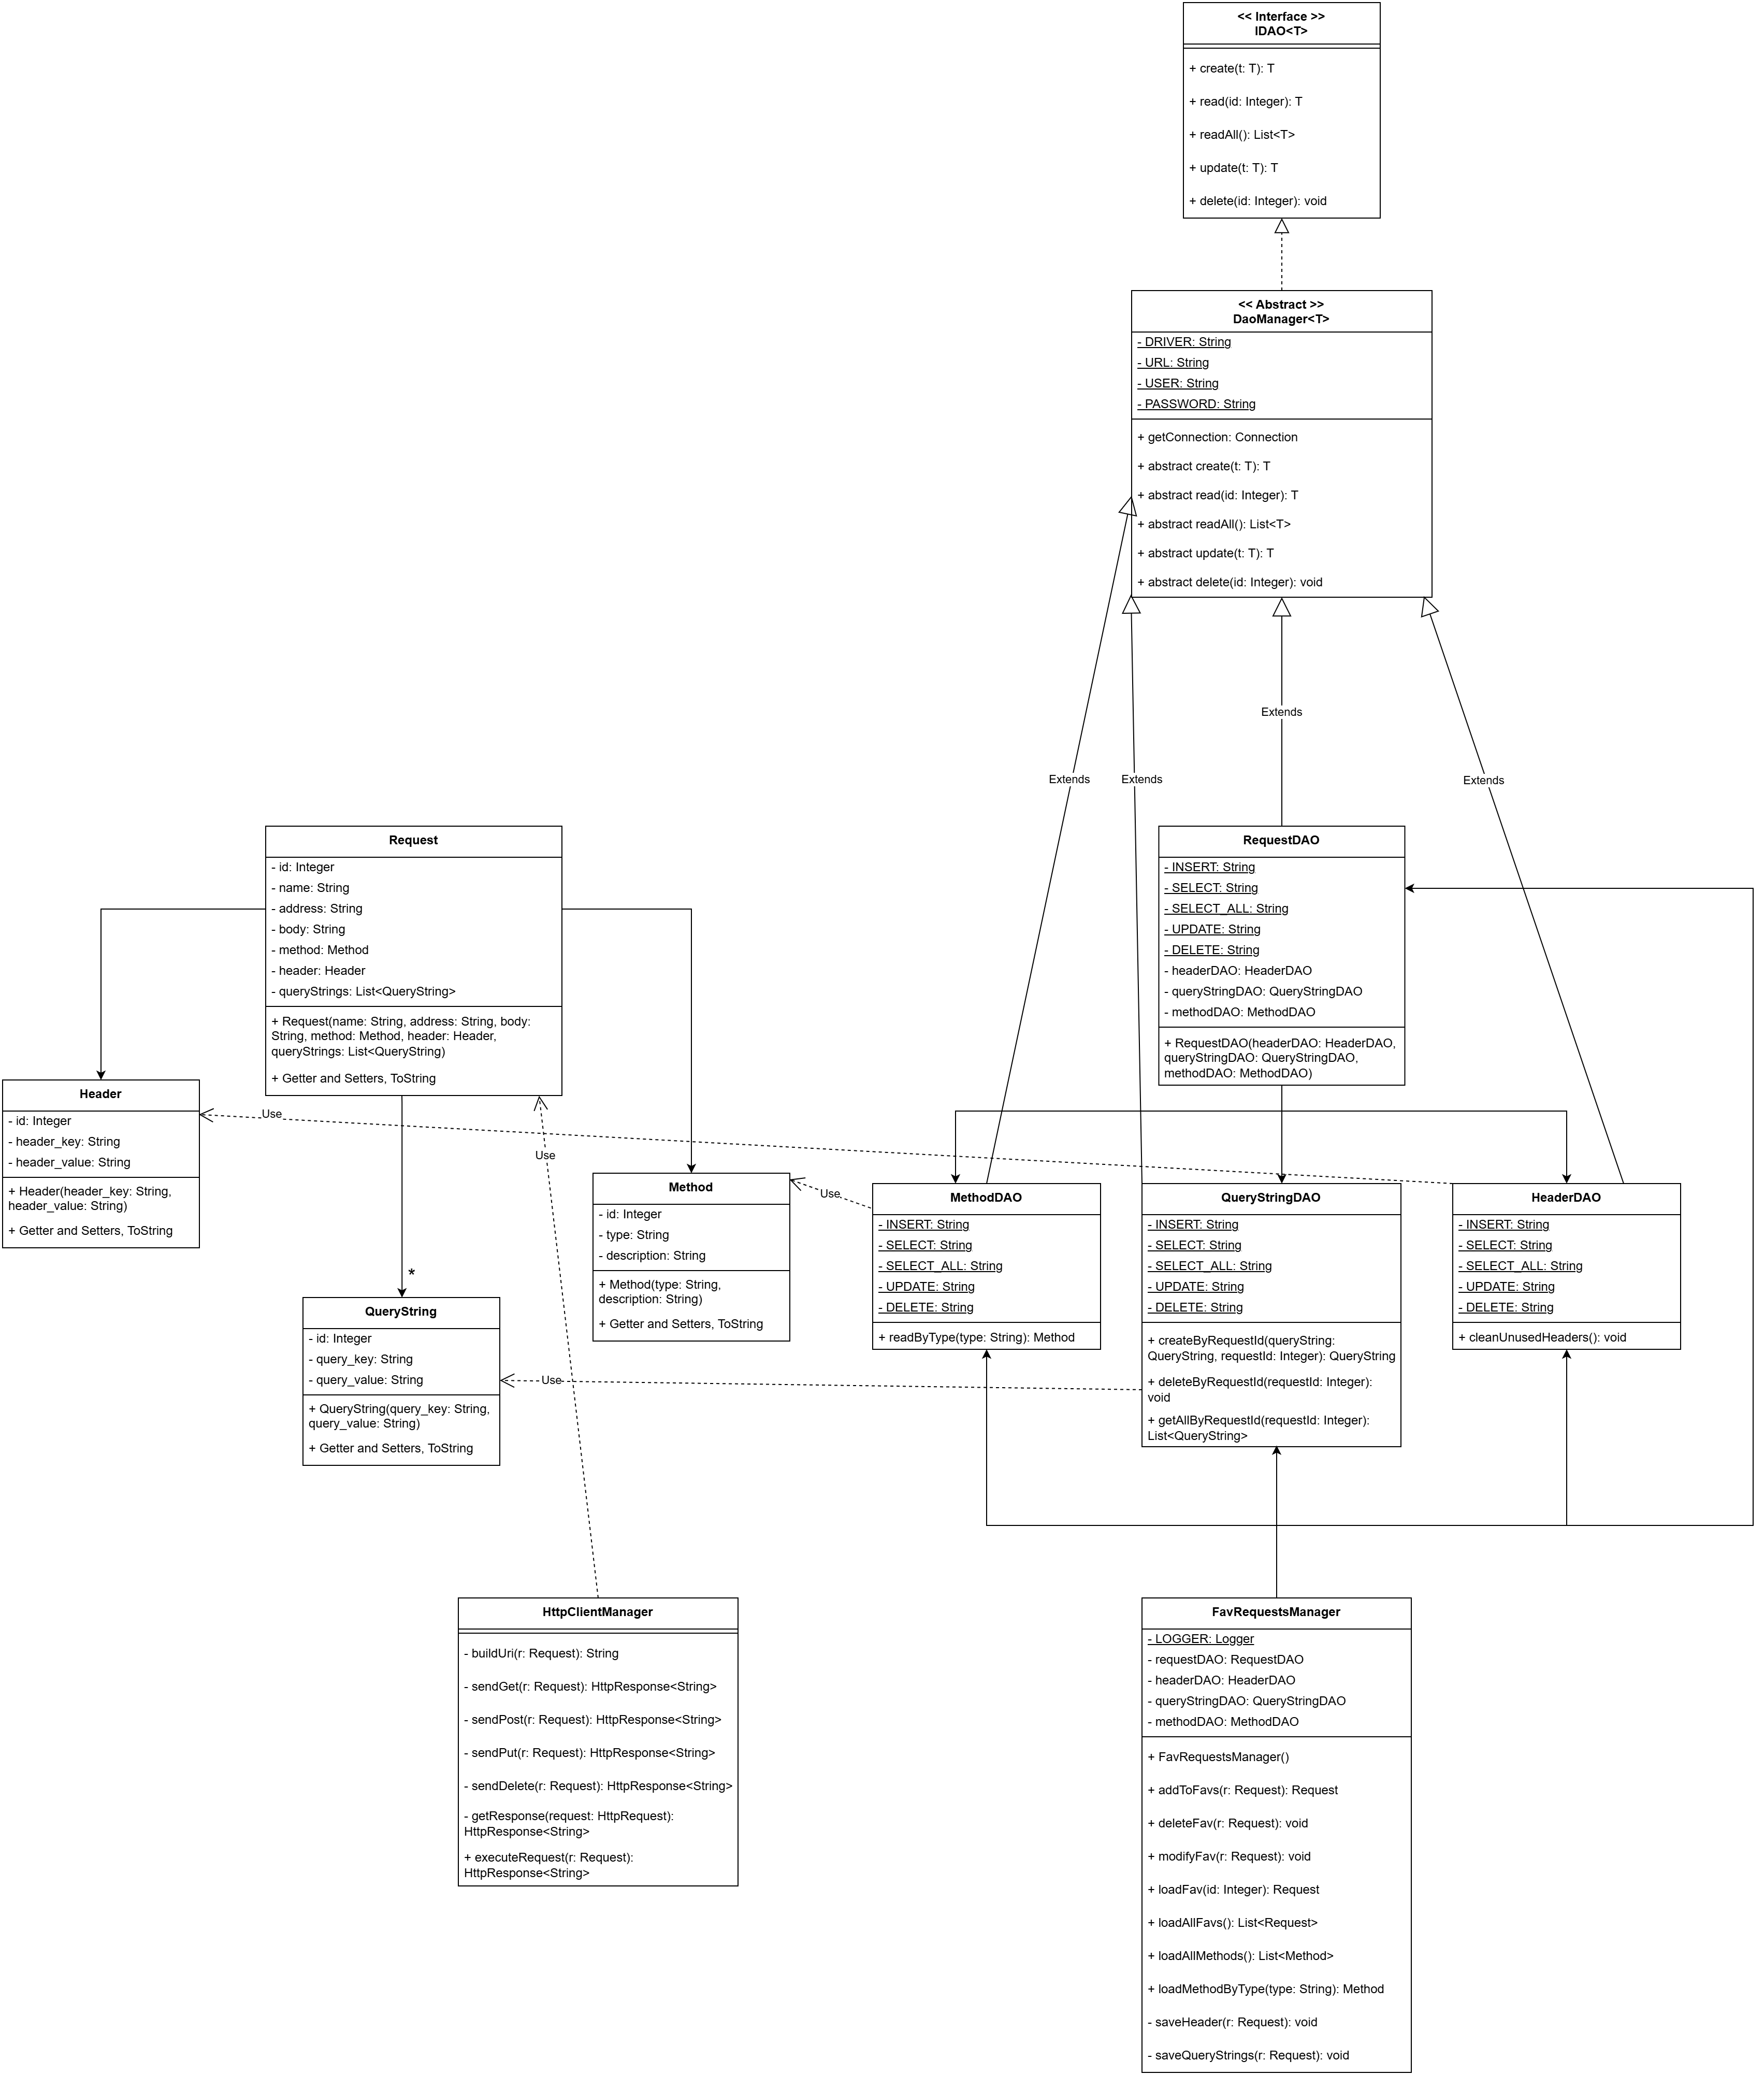 << Interface >>
IDAO<T>
+ create(t: T): T
+ read(id: Integer): T
+ readAll(): List<T>
+ update(t: T): T
+ delete(id: Integer): void
<< Abstract >>
DaoManager<T>
- DRIVER: String
- URL: String
- USER: String
- PASSWORD: String
+ getConnection: Connection
+ abstract create(t: T): T
+ abstract read(id: Integer): T
+ abstract readAll(): List<T>
+ abstract update(t: T): T
+ abstract delete(id: Integer): void
Extends
Extends
Extends
Extends
Request
- id: Integer
- name: String
- address: String
- body: String
- method: Method
- header: Header
- queryStrings: List<QueryString>
+ Request(name: String, address: String, body:
String, method: Method, header: Header,
queryStrings: List<QueryString)
+ Getter and Setters, ToString
RequestDAO
- INSERT: String
- SELECT: String
- SELECT_ALL: String
- UPDATE: String
- DELETE: String
- headerDAO: HeaderDAO
- queryStringDAO: QueryStringDAO
- methodDAO: MethodDAO
+ RequestDAO(headerDAO: HeaderDAO,
queryStringDAO: QueryStringDAO,
methodDAO: MethodDAO)
Header
- id: Integer
- header_key: String
- header_value: String
+ Header(header_key: String,
header_value: String)
+ Getter and Setters, ToString
Use
Use
Use
Use
Method
- id: Integer
- type: String
- description: String
+ Method(type: String,
description: String)
+ Getter and Setters, ToString
MethodDAO
- INSERT: String
- SELECT: String
- SELECT_ALL: String
- UPDATE: String
- DELETE: String
+ readByType(type: String): Method
QueryStringDAO
- INSERT: String
- SELECT: String
- SELECT_ALL: String
- UPDATE: String
- DELETE: String
+ createByRequestId(queryString:
QueryString, requestId: Integer): QueryString
+ deleteByRequestId(requestId: Integer):
void
+ getAllByRequestId(requestId: Integer):
List<QueryString>
HeaderDAO
- INSERT: String
- SELECT: String
- SELECT_ALL: String
- UPDATE: String
- DELETE: String
+ cleanUnusedHeaders(): void
*
QueryString
- id: Integer
- query_key: String
- query_value: String
+ QueryString(query_key: String,
query_value: String)
+ Getter and Setters, ToString
HttpClientManager
- buildUri(r: Request): String
- sendGet(r: Request): HttpResponse<String>
- sendPost(r: Request): HttpResponse<String>
- sendPut(r: Request): HttpResponse<String>
- sendDelete(r: Request): HttpResponse<String>
- getResponse(request: HttpRequest):
HttpResponse<String>
+ executeRequest(r: Request):
HttpResponse<String>
FavRequestsManager
- LOGGER: Logger
- requestDAO: RequestDAO
- headerDAO: HeaderDAO
- queryStringDAO: QueryStringDAO
- methodDAO: MethodDAO
+ FavRequestsManager()
+ addToFavs(r: Request): Request
+ deleteFav(r: Request): void
+ modifyFav(r: Request): void
+ loadFav(id: Integer): Request
+ loadAllFavs(): List<Request>
+ loadAllMethods(): List<Method>
+ loadMethodByType(type: String): Method
- saveHeader(r: Request): void
- saveQueryStrings(r: Request): void